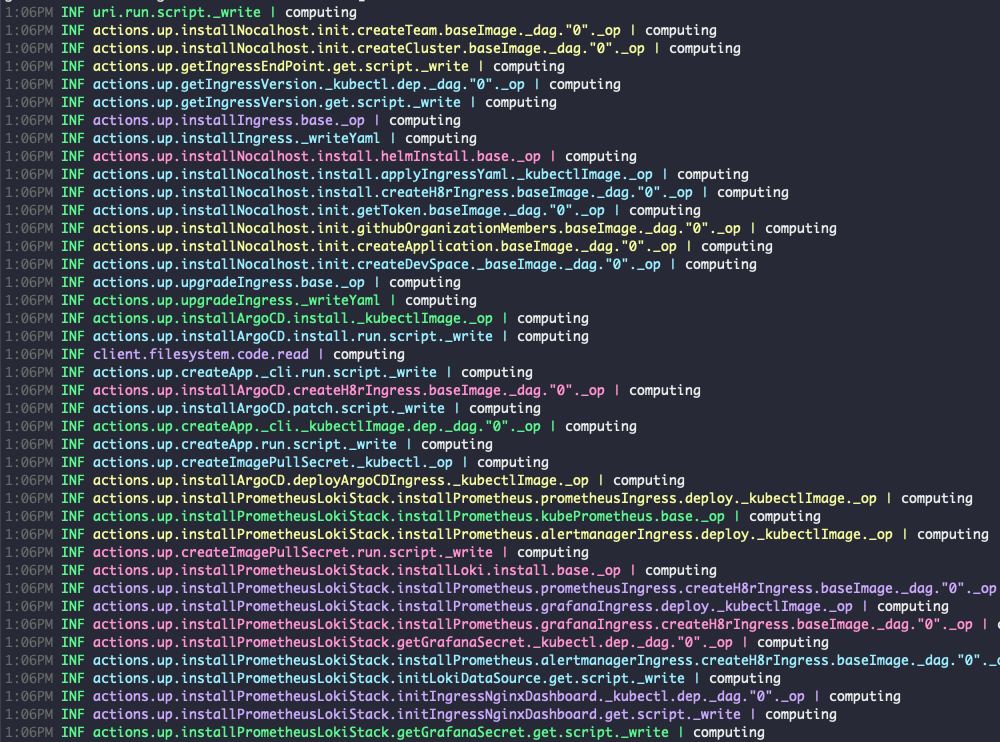 1:06PM INF uri.run.script._write | computing
1:06PM INF actions.up.installNocalhost.init.createTeam.baseImage._dag."0"._op | computing
1:06PM INF actions.up.installNocalhost.init.createCluster.baseImage._dag."0"._op | computing
1:06PM INF actions.up.getIngressEndPoint.get.script._write | computing
1:06PM INF actions.up.getIngressVersion._kubectl.dep._dag."0"._op | computing
1:06PM INF actions.up.getIngressVersion.get.script._write | computing
1:06PM INF actions.up.installIngress.base._op | computing
1:06PM INF actions.up.installIngress._writeYaml | computing
1:06PM INF actions.up.installNocalhost.install.helmInstall.base._op | computing
1:06PM INF actions.up.installNocalhost.install.applyIngressYaml._kubectlImage._op | computing
1:06PM INF actions.up.installNocalhost.install.createH8rIngress.baseImage._dag."0"._op | computing
1:06PM INF actions.up.installNocalhost.init.getToken.baseImage._dag."0"._op | computing
1:06PM INF actions.up.installNocalhost.init.githubOrganizationMembers.baseImage._dag."0"._op | computing
1:06PM INF actions.up.installNocalhost.init.createApplication.baseImage._dag."0"._op | computing
1:06PM INF actions.up.installNocalhost.init.createDevSpace._baseImage._dag."0"._op | computing
1:06PM INF actions.up.upgradeIngress.base._op | computing
1:06PM INF actions.up.upgradeIngress._writeYaml | computing
1:06PM INF actions.up.installArgoCD.install._kubectlImage._op | computing
1:06PM INF actions.up.installArgoCD.install.run.script._write | computing
1:06PM INF client.filesystem.code.read | computing
1:06PM INF actions.up.createApp._cli.run.script._write | computing
1:06PM INF actions.up.installArgoCD.createH8rIngress.baseImage._dag."0"._op | computing
1:06PM INF actions.up.installArgoCD.patch.script._write | computing
1:06PM INF actions.up.createApp._cli._kubectlImage.dep._dag."0"._op | computing
1:06PM INF actions.up.createApp.run.script._write | computing
1:06PM INF actions.up.createImagePullSecret._kubectl._op | computing
1:06PM INF actions.up.installArgoCD.deployArgoCDIngress._kubectlImage._op | computing
1:06PM INF actions.up.installPrometheusLokiStack.installPrometheus.prometheusIngress.deploy._kubectlImage._op | computing
1:06PM INF actions.up.installPrometheusLokiStack.installPrometheus.kubePrometheus.base._op | computing
1:06PM INF actions.up.installPrometheusLokiStack.installPrometheus.alertmanagerIngress.deploy._kubectlImage._op | computing
1:06PM INF actions.up.createImagePullSecret.run.script._write | computing
1:06PM INF actions.up.installPrometheusLokiStack.installLoki.install.base._op | computing
1:06PM INF actions.up.installPrometheusLokiStack.installPrometheus.prometheusIngress.createH8rIngress.baseImage._dag."0"._op
1:06PM INF actions.up.installPrometheusLokiStack.installPrometheus.grafanaIngress.deploy._kubectlImage._op | computing
1:06PM INF actions.up.installPrometheusLokiStack.installPrometheus.grafanaIngress.createH8rIngress.baseImage._dag."0"._op |
1:06PM INF actions.up.installPrometheusLokiStack.getGrafanaSecret._kubectl.dep._dag."0"._op | computing
1:06PM INF actions.up.installPrometheusLokiStack.installPrometheus.alertmanagerIngress.createH8rIngress.baseImage._dag."0"._
1:06PM INF actions.up.installPrometheusLokiStack.initLokiDataSource.get.script._write | computing
1:06PM INF actions.up.installPrometheusLokiStack.initIngressNginxDashboard._kubectl.dep._dag."0"._op | computing
1:06PM INF actions.up.installPrometheusLokiStack.initIngressNginxDashboard.get.script._write | computing
1:06PM INF actions.up.installPrometheusLokiStack.getGrafanaSecret.get.script._write | computing